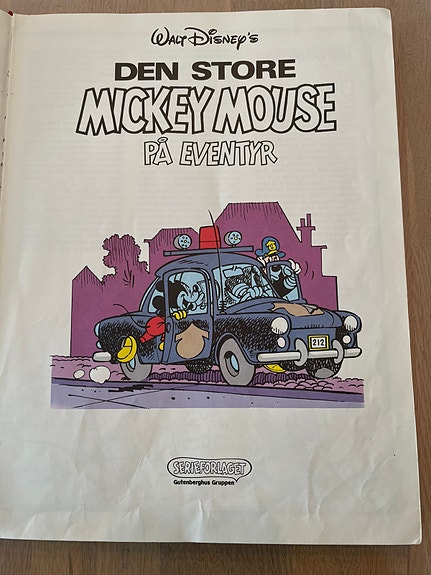 Walt Disney's
DEN STORE
MICKEY MOUSE
PÅ EVENTYR
212
SERIEFORLAGET
Gutenberghus Gruppen